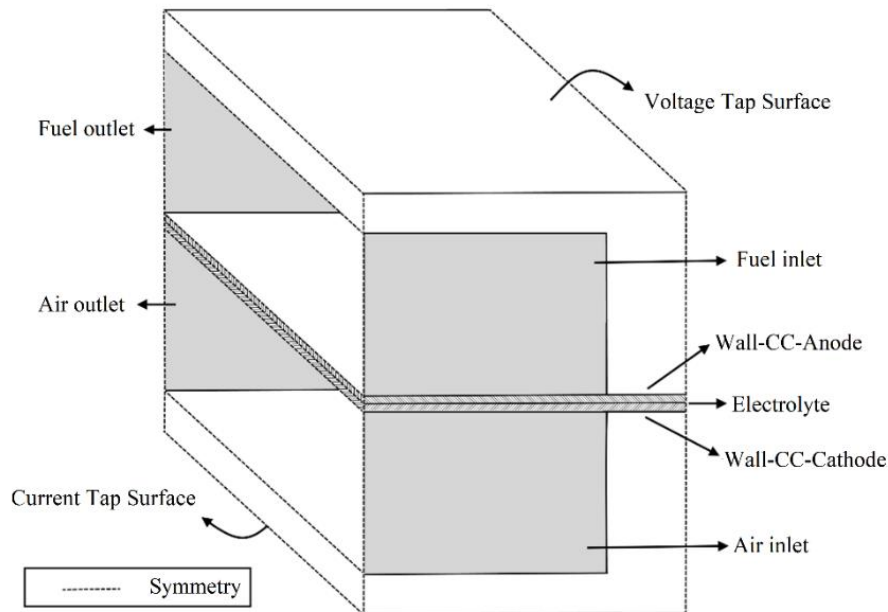 Voltage Tap Surface
Fuel outlet
Fuel inlet
Air outlet
Wall-CC-Anode
Electrolyte
Wall-CC-Cathode
Current Tap Surface
Air inlet
Symmetry